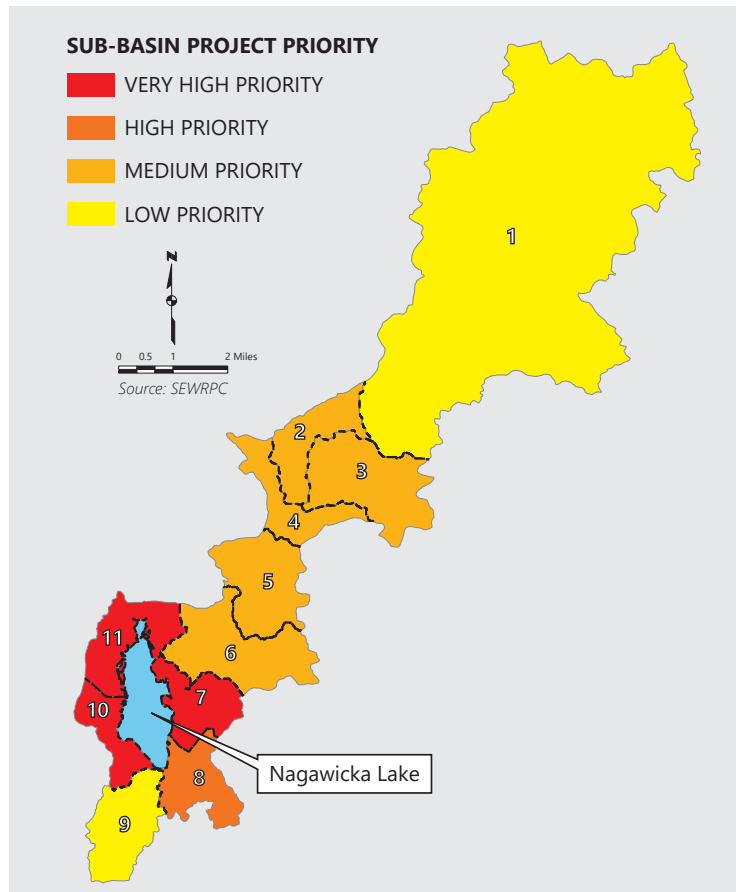 SUB-BASIN PROJECT PRIORITY
VERY HIGH PRIORITY
HIGH PRIORITY
MEDIUM PRIORITY
LOW PRIORITY
N
0 0.5 1 2 Miles
Source: SEWRPC
1
2
3
4
5
6
11
7
10
8
Nagawicka Lake
9